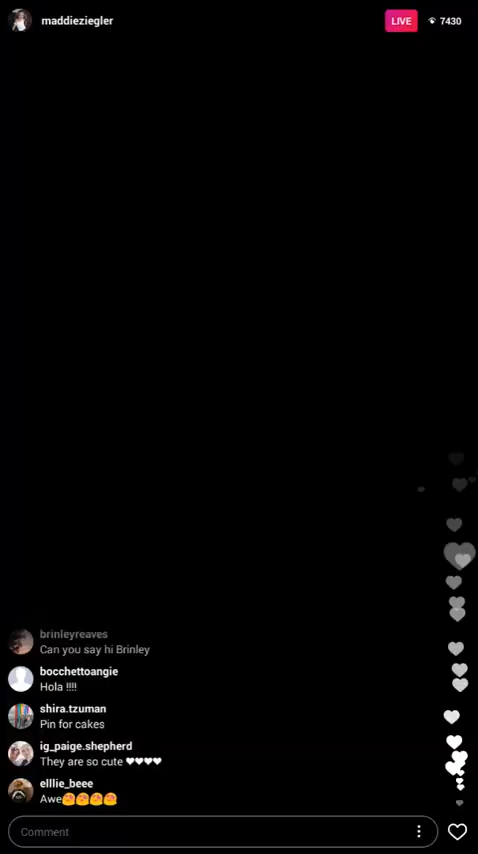 maddieziegler
LIVE 7430
brinleyreaves
Can you say hi Brinley
bocchettoangie
Hola !!!!
shira.tzuman
Pin for cakes
ig_paige.shepherd
They are so cute ❤❤❤❤
elllie_beee
Awe😍😍😍😍
Comment